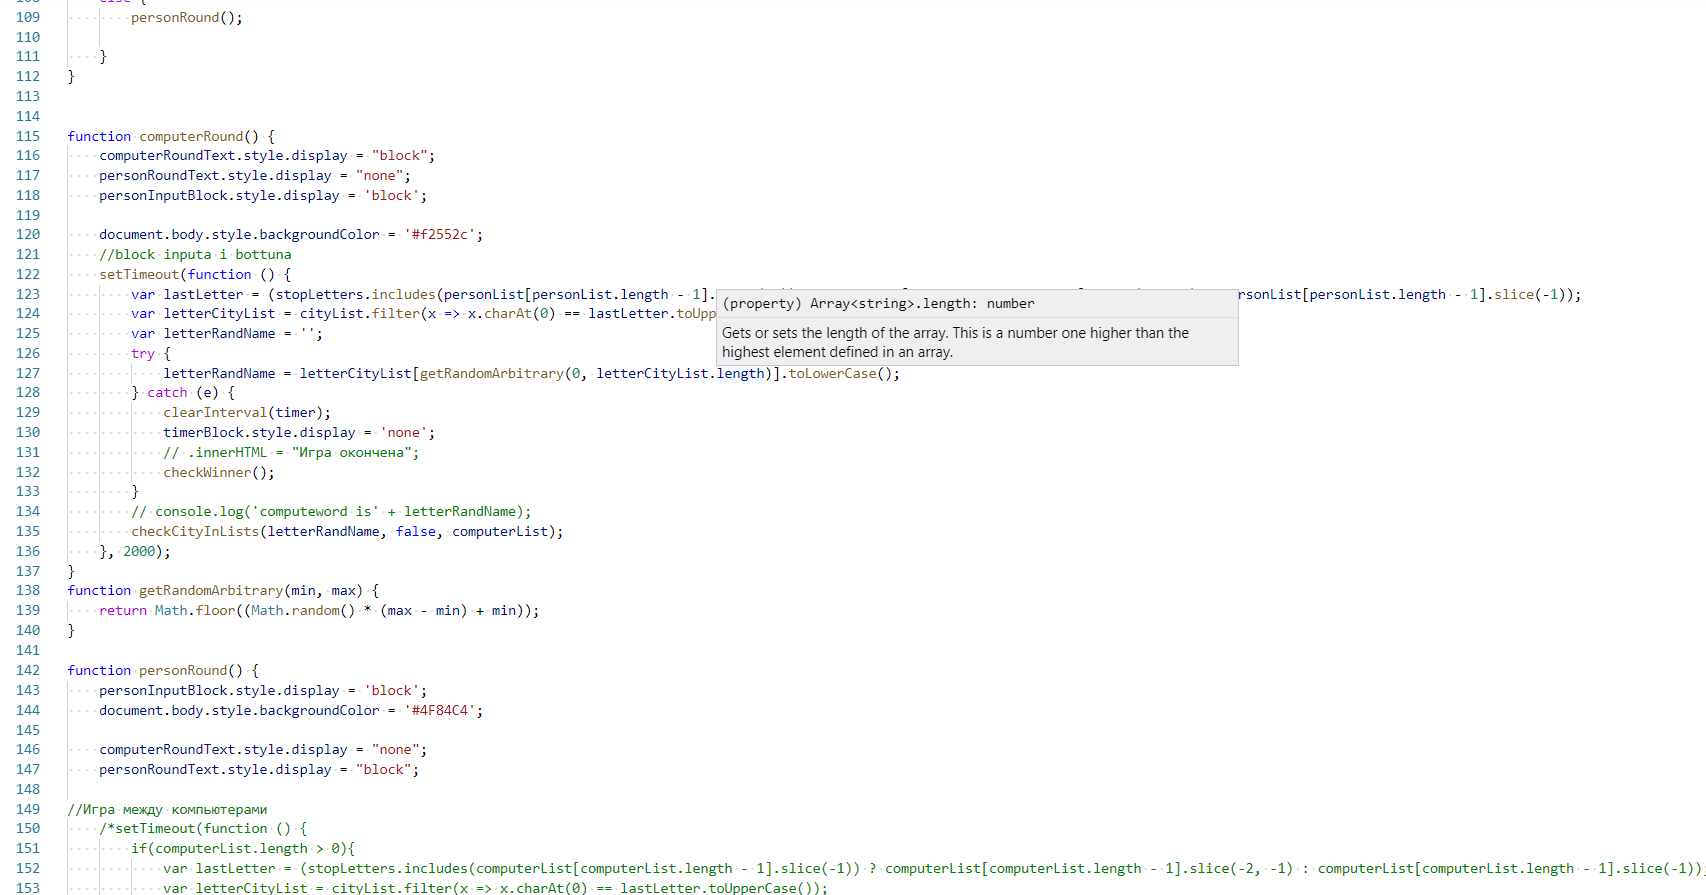 109 personRound();
110
111 }
112 }
113
114
115 function computerRound() {
116 computerRoundText.style.display = "block";
117 personRoundText.style.display = "none";
118 personInputBlock.style.display = 'block';
119
120 document.body.style.backgroundColor = '#f2552c';
121 //block inputa i bottuna
122 setTimeout(function () {
123 var lastLetter = (stopLetters.includes(personList[personList.length - 1]. personList[personList.length - 1].slice(-1));
(property) Array<string>.length: number
124 var letterCityList = cityList.filter(x => x.charAt(0) == lastLetter.toUpp
Gets or sets the length of the array. This is a number one higher than the
highest element defined in an array.
125 var letterRandName = '';
126 try {
127 letterRandName = letterCityList[getRandomArbitrary(0, letterCityList.length)].toLowerCase();
128 } catch (e) {
129 clearInterval(timer);
130 timerBlock.style.display = 'none';
131 // .innerHTML = "Игра окончена";
132 checkWinner();
133 }
134 // console.log('computeword is' + letterRandName);
135 checkCityInLists(letterRandName, false, computerList);
136 }, 2000);
137 }
138 function getRandomArbitrary(min, max) {
139 return Math.floor((Math.random() * (max - min) + min));
140 }
141
142 function personRound() {
143 personInputBlock.style.display = 'block';
144 document.body.style.backgroundColor = '#4F84C4';
145
146 computerRoundText.style.display = "none";
147 personRoundText.style.display = "block";
148
149 //Игра между компьютерами
150 /*setTimeout(function () {
151 if(computerList.length > 0){
152 var lastLetter = (stopLetters.includes(computerList[computerList.length - 1].slice(-1)) ? computerList[computerList.length - 1].slice(-2, -1) : computerList[computerList.length - 1].slice(-1));
153 var letterCityList = cityList.filter(x => x.charAt(0) == lastLetter.toUpperCase());